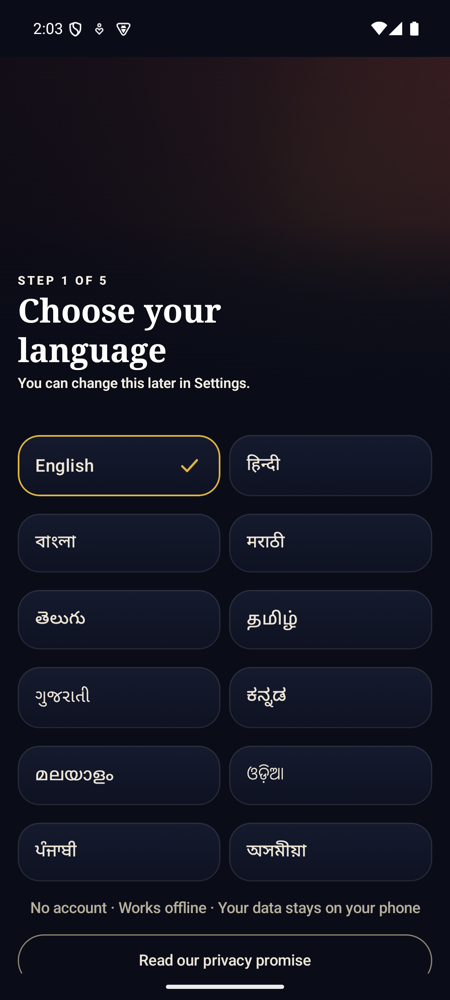 2:03
STEP 1 OF 5
Choose your
language
You can change this later in Settings.
English
हिन्दी
বাংলা
मराठी
తెలుగు
தமிழ்
ગુજરાતી
ಕನ್ನಡ
മലയാളം
ଓଡ଼ିଆ
ਪੰਜਾਬੀ
অসমীয়া
No account · Works offline · Your data stays on your phone
Read our privacy promise